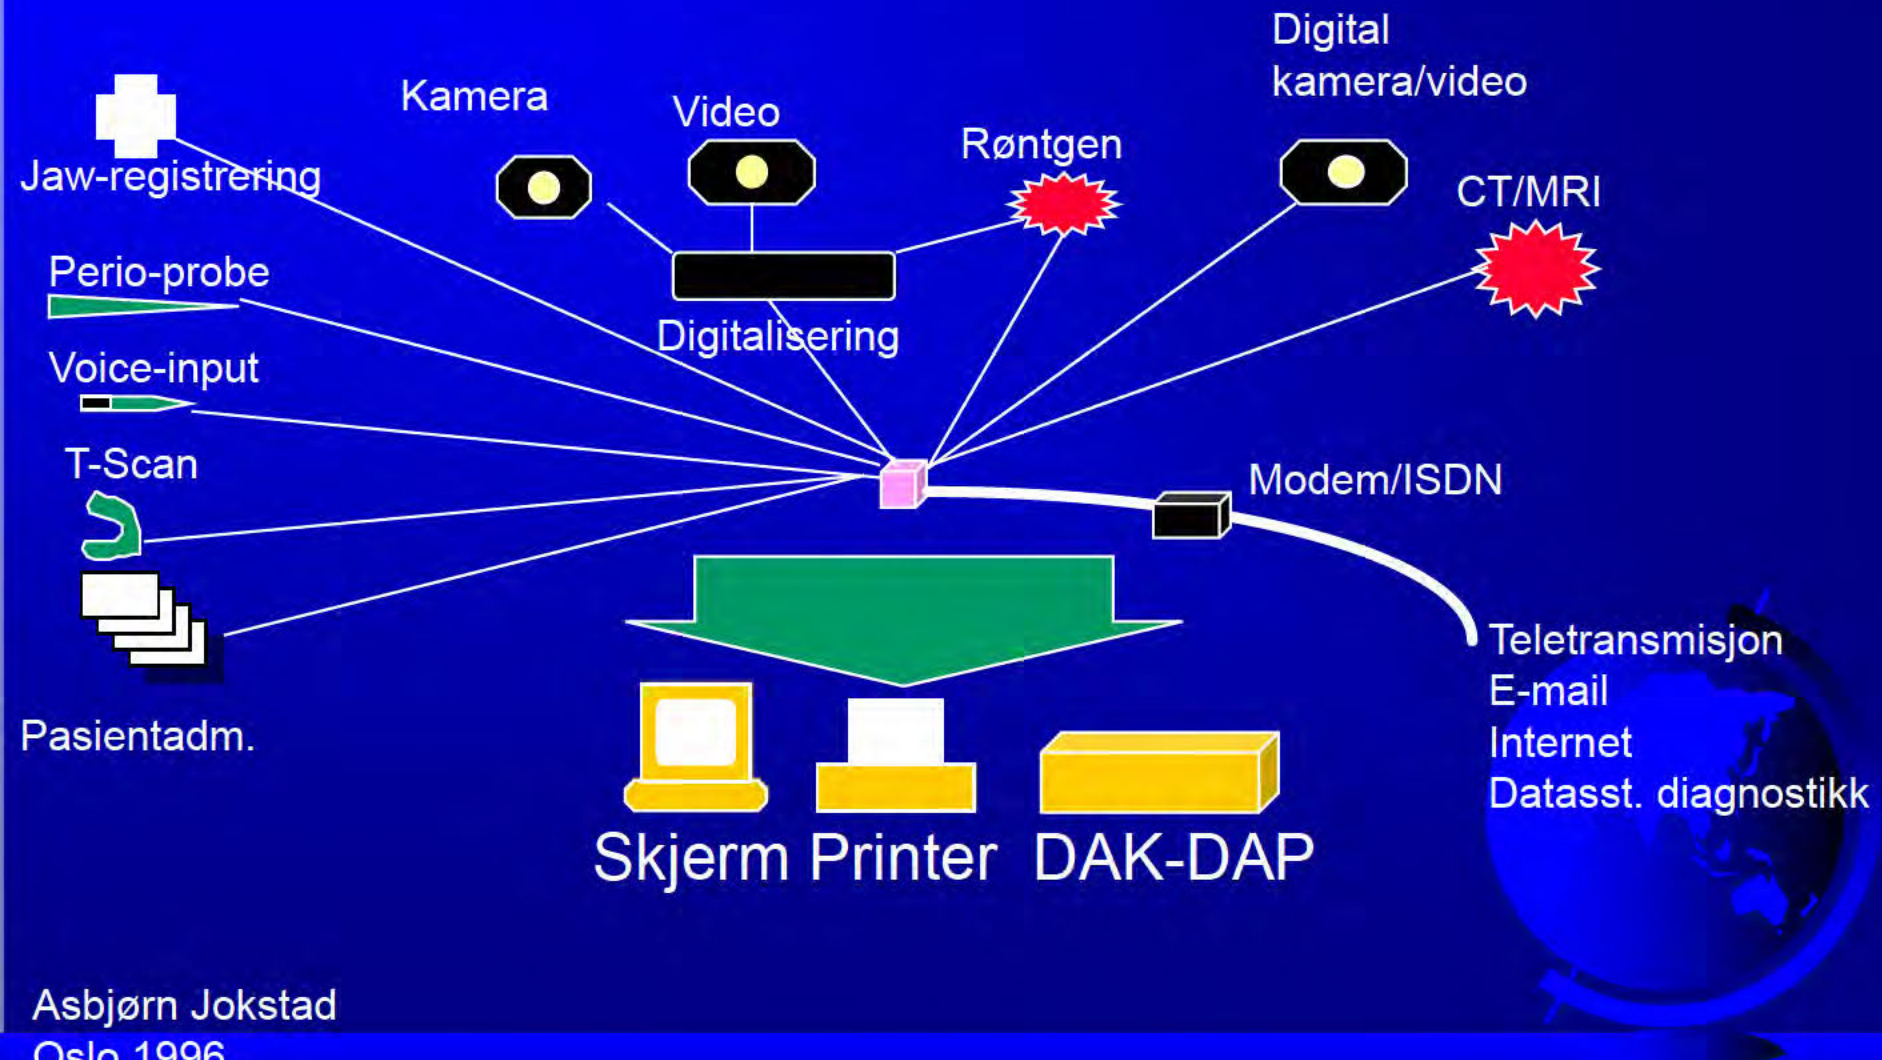 Digital
kamera/video
Kamera
Video
Røntgen
CT/MRI
Jaw-registrering
Perio-probe
Digitalisering
Voice-input
T-Scan
Modem/ISDN
Teletransmisjon
E-mail
Internet
Datasst. diagnostikk
Pasientadm.
Skjerm Printer DAK-DAP
Asbjørn Jokstad
Oslo 1996